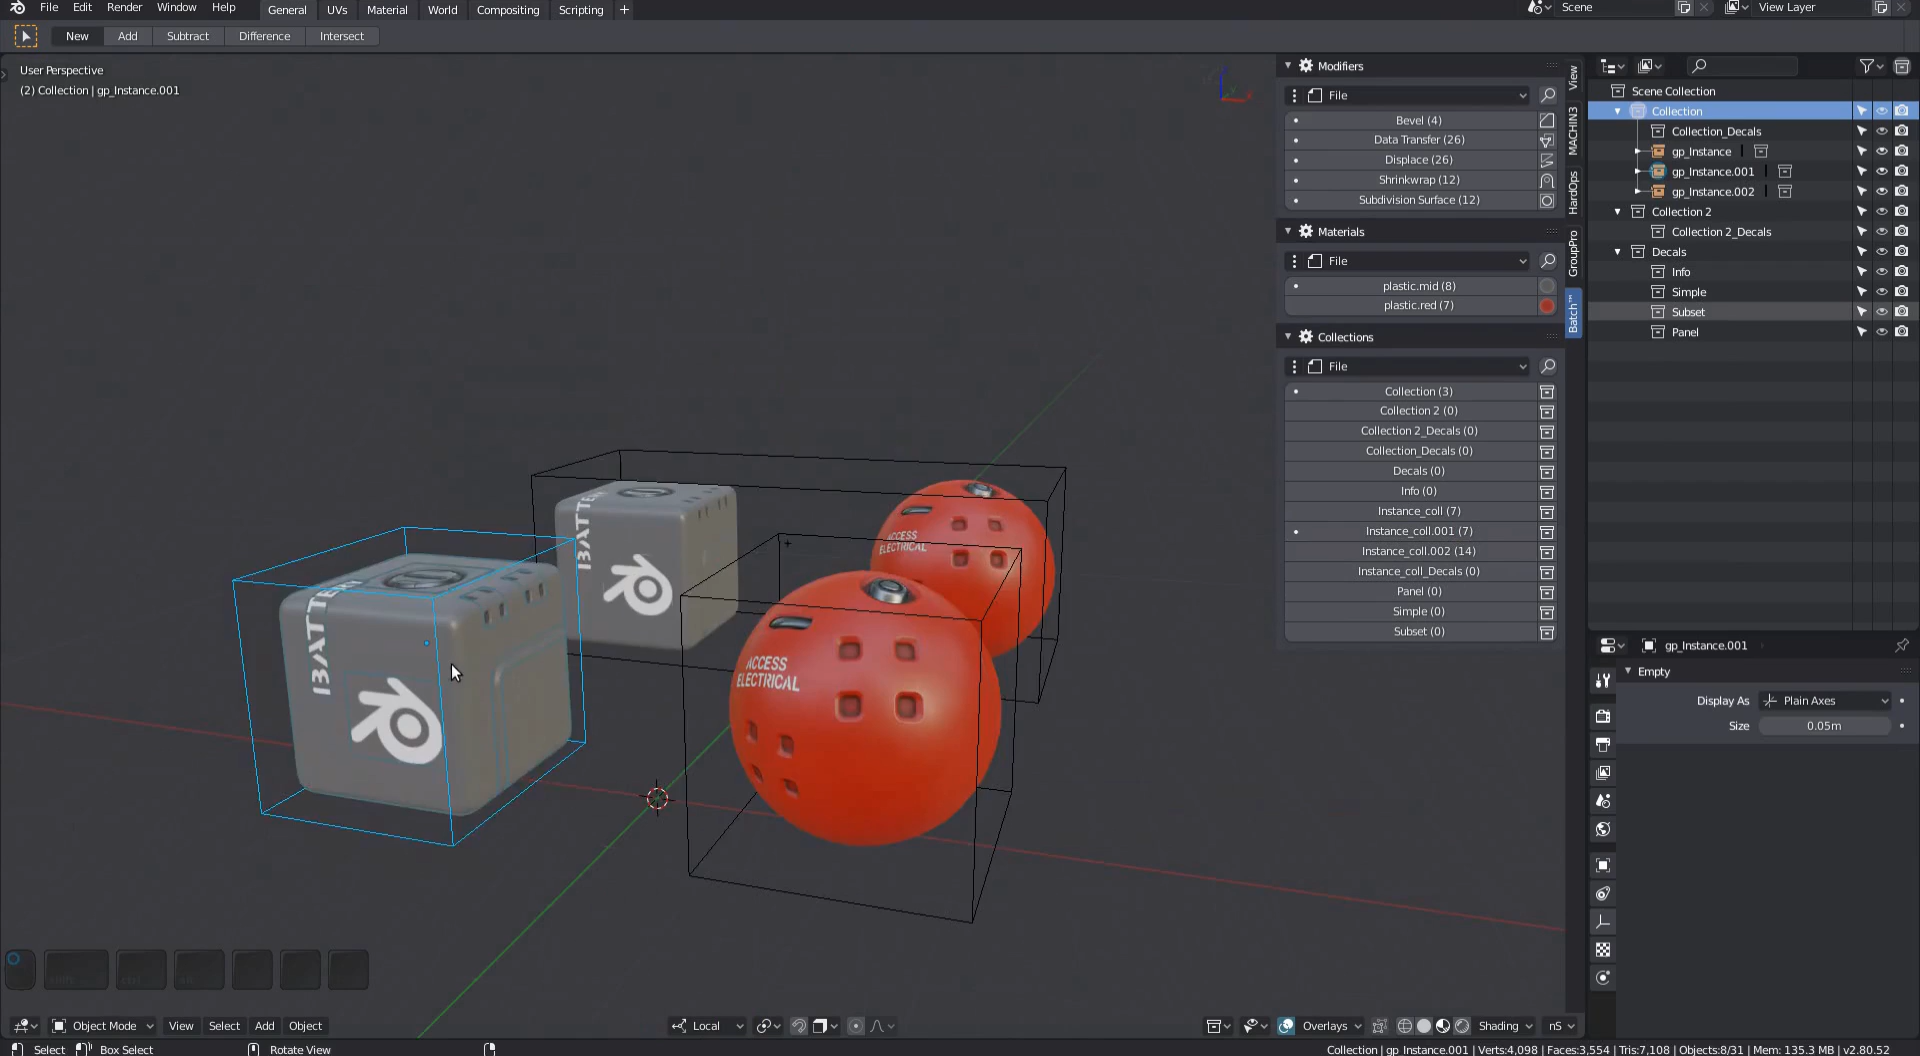 File Edit Render Window Help General UVs Material World Compositing Scripting + Scene View Layer
New Add Subtract Difference Intersect
User Perspective
(2) Collection | gp_Instance.001
Modifiers
File
Bevel (4)
Data Transfer (26)
Displace (26)
Shrinkwrap (12)
Subdivision Surface (12)
Materials
File
plastic.mid (8)
plastic.red (7)
Collections
File
Collection (3)
Collection 2 (0)
Collection 2_Decals (0)
Collection_Decals (0)
Decals (0)
Info (0)
Instance_coll (7)
Instance_coll.001 (7)
Instance_coll.002 (14)
Instance_coll_Decals (0)
Panel (0)
Simple (0)
Subset (0)
View
MACHIN3
HardOps
GroupPro
Batch™
Scene Collection
Collection
Collection_Decals
gp_Instance
gp_Instance.001
gp_Instance.002
Collection 2
Collection 2_Decals
Decals
Info
Simple
Subset
Panel
gp_Instance.001
Empty
Display As Plain Axes
Size 0.05m
ACCESS
ELECTRICAL
ACCESS
ELECTRICAL
Object Mode View Select Add Object Local Overlays Shading nS
Select Box Select Rotate View Collection | gp_Instance.001 | Verts:4,098 | Faces:3,554 | Tris:7,108 | Objects:8/31 | Mem: 135.3 MB | v2.80.52